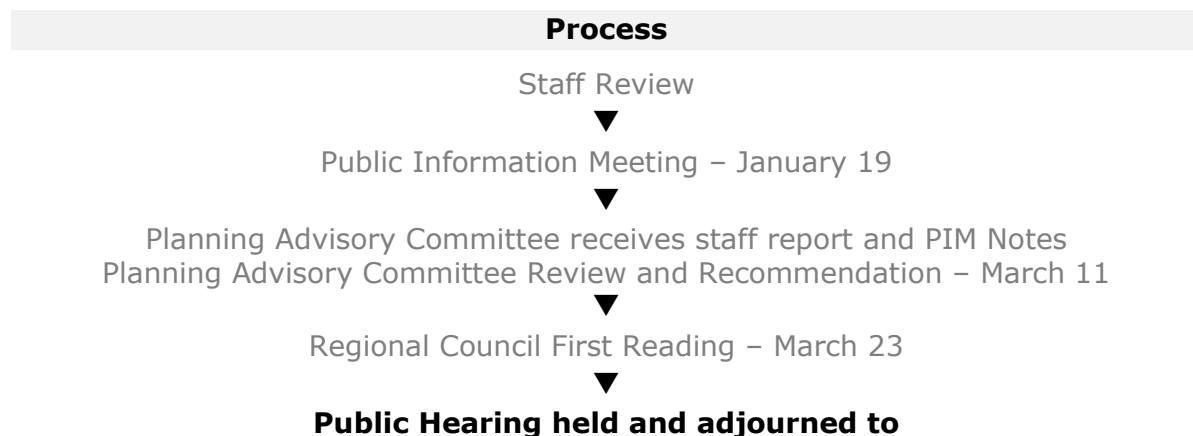 Process
Staff Review
Public Information Meeting – January 19
Planning Advisory Committee receives staff report and PIM Notes
Planning Advisory Committee Review and Recommendation – March 11
Regional Council First Reading – March 23
Public Hearing held and adjourned to